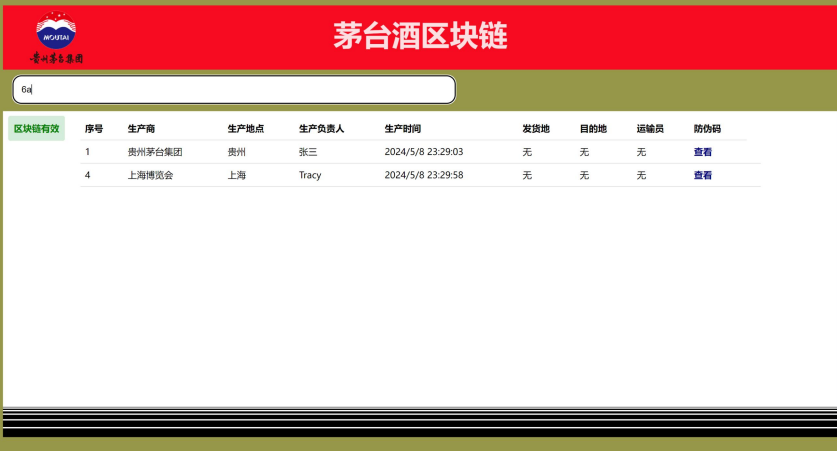 MOUTAI
贵州茅台集团
茅台酒区块链
6a
区块链有效
序号 生产商 生产地点 生产负责人 生产时间 发货地 目的地 运输员 防伪码
1 贵州茅台集团 贵州 张三 2024/5/8 23:29:03 无 无 无 查看
4 上海博览会 上海 Tracy 2024/5/8 23:29:58 无 无 无 查看